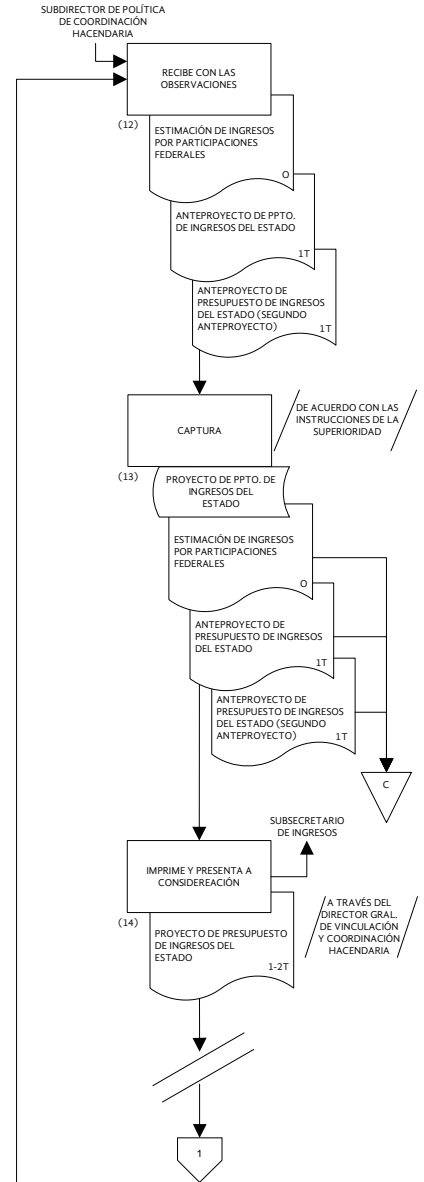 SUBDIRECTOR DE POLÍTICA
DE COORDINACIÓN
HACENDARIA
RECIBE CON LAS
OBSERVACIONES
(12)
ESTIMACIÓN DE INGRESOS
POR PARTICIPACIONES
FEDERALES
O
ANTEPROYECTO DE PPTO.
DE INGRESOS DEL ESTADO
1T
ANTEPROYECTO DE
PRESUPUESTO DE INGRESOS
DEL ESTADO (SEGUNDO
ANTEPROYECTO)
1T
CAPTURA
DE ACUERDO CON LAS
INSTRUCCIONES DE LA
SUPERIORIDAD
(13)
PROYECTO DE PPTO. DE
INGRESOS DEL
ESTADO
ESTIMACIÓN DE INGRESOS
POR PARTICIPACIONES
FEDERALES
O
ANTEPROYECTO DE
PRESUPUESTO DE INGRESOS
DEL ESTADO
1T
ANTEPROYECTO DE
PRESUPUESTO DE INGRESOS
DEL ESTADO (SEGUNDO
ANTEPROYECTO)
1T
C
SUBSECRETARIO
DE INGRESOS
IMPRIME Y PRESENTA A
CONSIDEREACIÓN
(14)
A TRAVÉS DEL
DIRECTOR GRAL.
DE VINCULACIÓN
Y COORDINACIÓN
HACENDARIA
PROYECTO DE PRESUPUESTO
DE INGRESOS DEL
ESTADO
1-2T
1